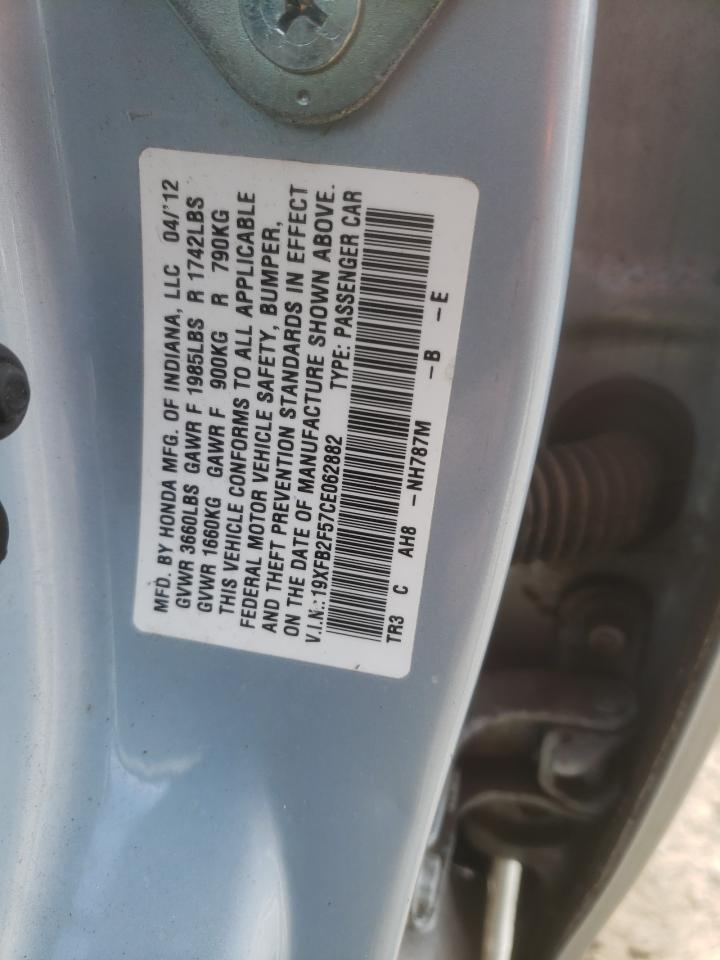 MFD. BY HONDA MFG. OF INDIANA, LLC 04/'12
GVWR 3660LBS GAWR F 1985LBS R 1742LBS
GVWR 1660KG GAWR F 900KG R 790KG
THIS VEHICLE CONFORMS TO ALL APPLICABLE
FEDERAL MOTOR VEHICLE SAFETY, BUMPER,
AND THEFT PREVENTION STANDARDS IN EFFECT
ON THE DATE OF MANUFACTURE SHOWN ABOVE.
V.I.N.:19XFB2F57CE062882 TYPE: PASSENGER CAR
TR3 C AH8 -NH787M -B -E